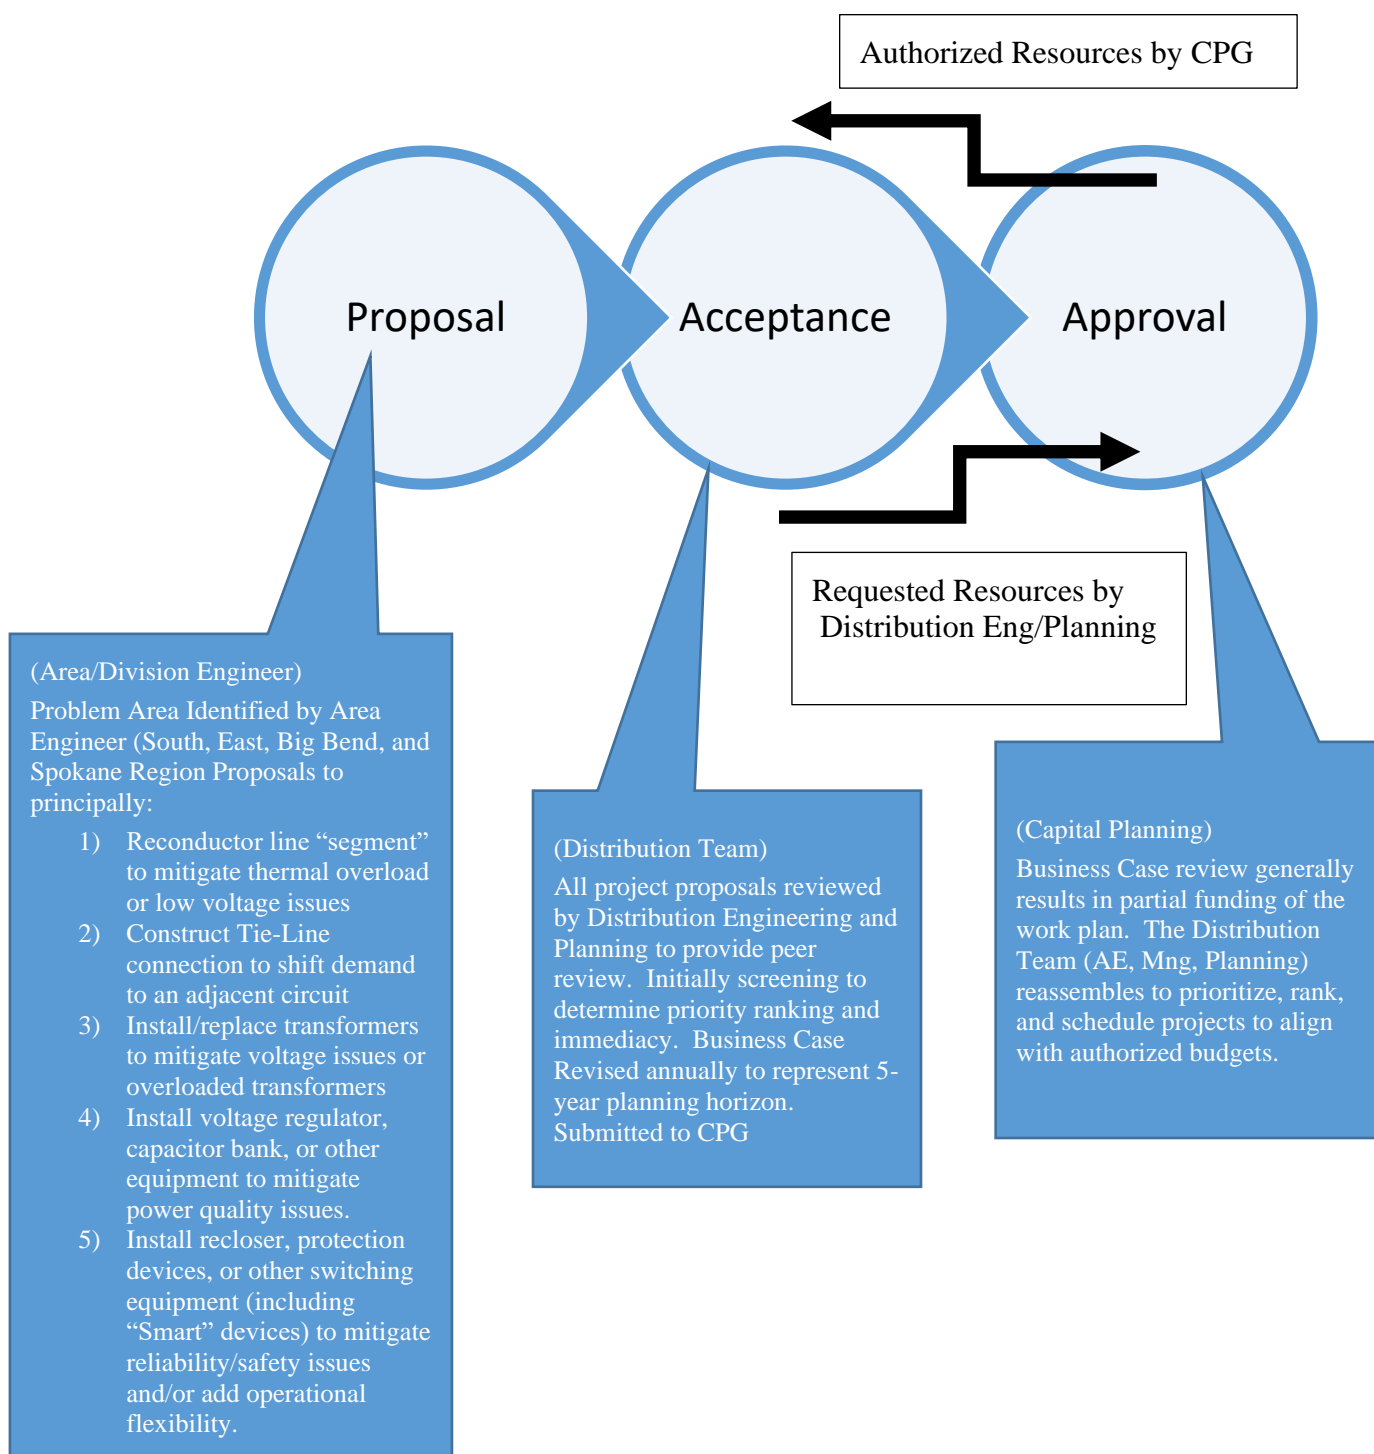 Authorized Resources by CPG
Proposal
Acceptance
Approval
Requested Resources by
Distribution Eng/Planning
(Area/Division Engineer)
Problem Area Identified by Area
Engineer (South, East, Big Bend, and
Spokane Region Proposals to
principally:
1) Reconductor line “segment”
to mitigate thermal overload
or low voltage issues
2) Construct Tie-Line
connection to shift demand
to an adjacent circuit
3) Install/replace transformers
to mitigate voltage issues or
overloaded transformers
4) Install voltage regulator,
capacitor bank, or other
equipment to mitigate
power quality issues.
5) Install recloser, protection
devices, or other switching
equipment (including
“Smart” devices) to mitigate
reliability/safety issues
and/or add operational
flexibility.
(Distribution Team)
All project proposals reviewed
by Distribution Engineering and
Planning to provide peer
review.  Initially screening to
determine priority ranking and
immediacy.  Business Case
Revised annually to represent 5-
year planning horizon.
Submitted to CPG
(Capital Planning)
Business Case review generally
results in partial funding of the
work plan.  The Distribution
Team (AE, Mng, Planning)
reassembles to prioritize, rank,
and schedule projects to align
with authorized budgets.